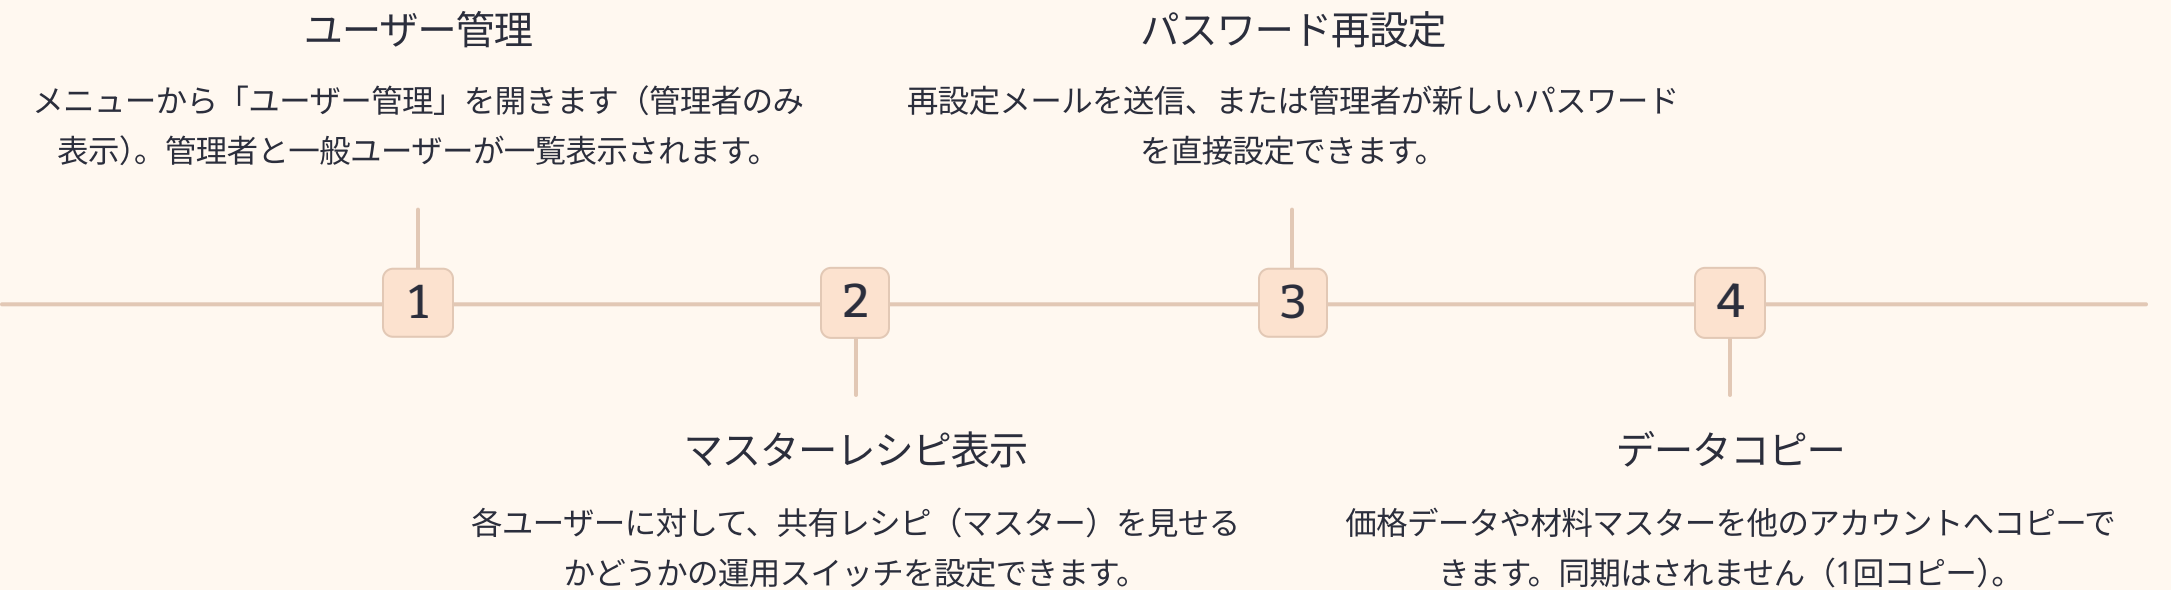 ユーザー管理
メニューから「ユーザー管理」を開きます（管理者のみ
表示）。管理者と一般ユーザーが一覧表示されます。
パスワード再設定
再設定メールを送信、または管理者が新しいパスワード
を直接設定できます。
1
2
3
4
マスターレシピ表示
各ユーザーに対して、共有レシピ（マスター）を見せる
かどうかの運用スイッチを設定できます。
データコピー
価格データや材料マスターを他のアカウントへコピーで
きます。同期はされません（1回コピー）。